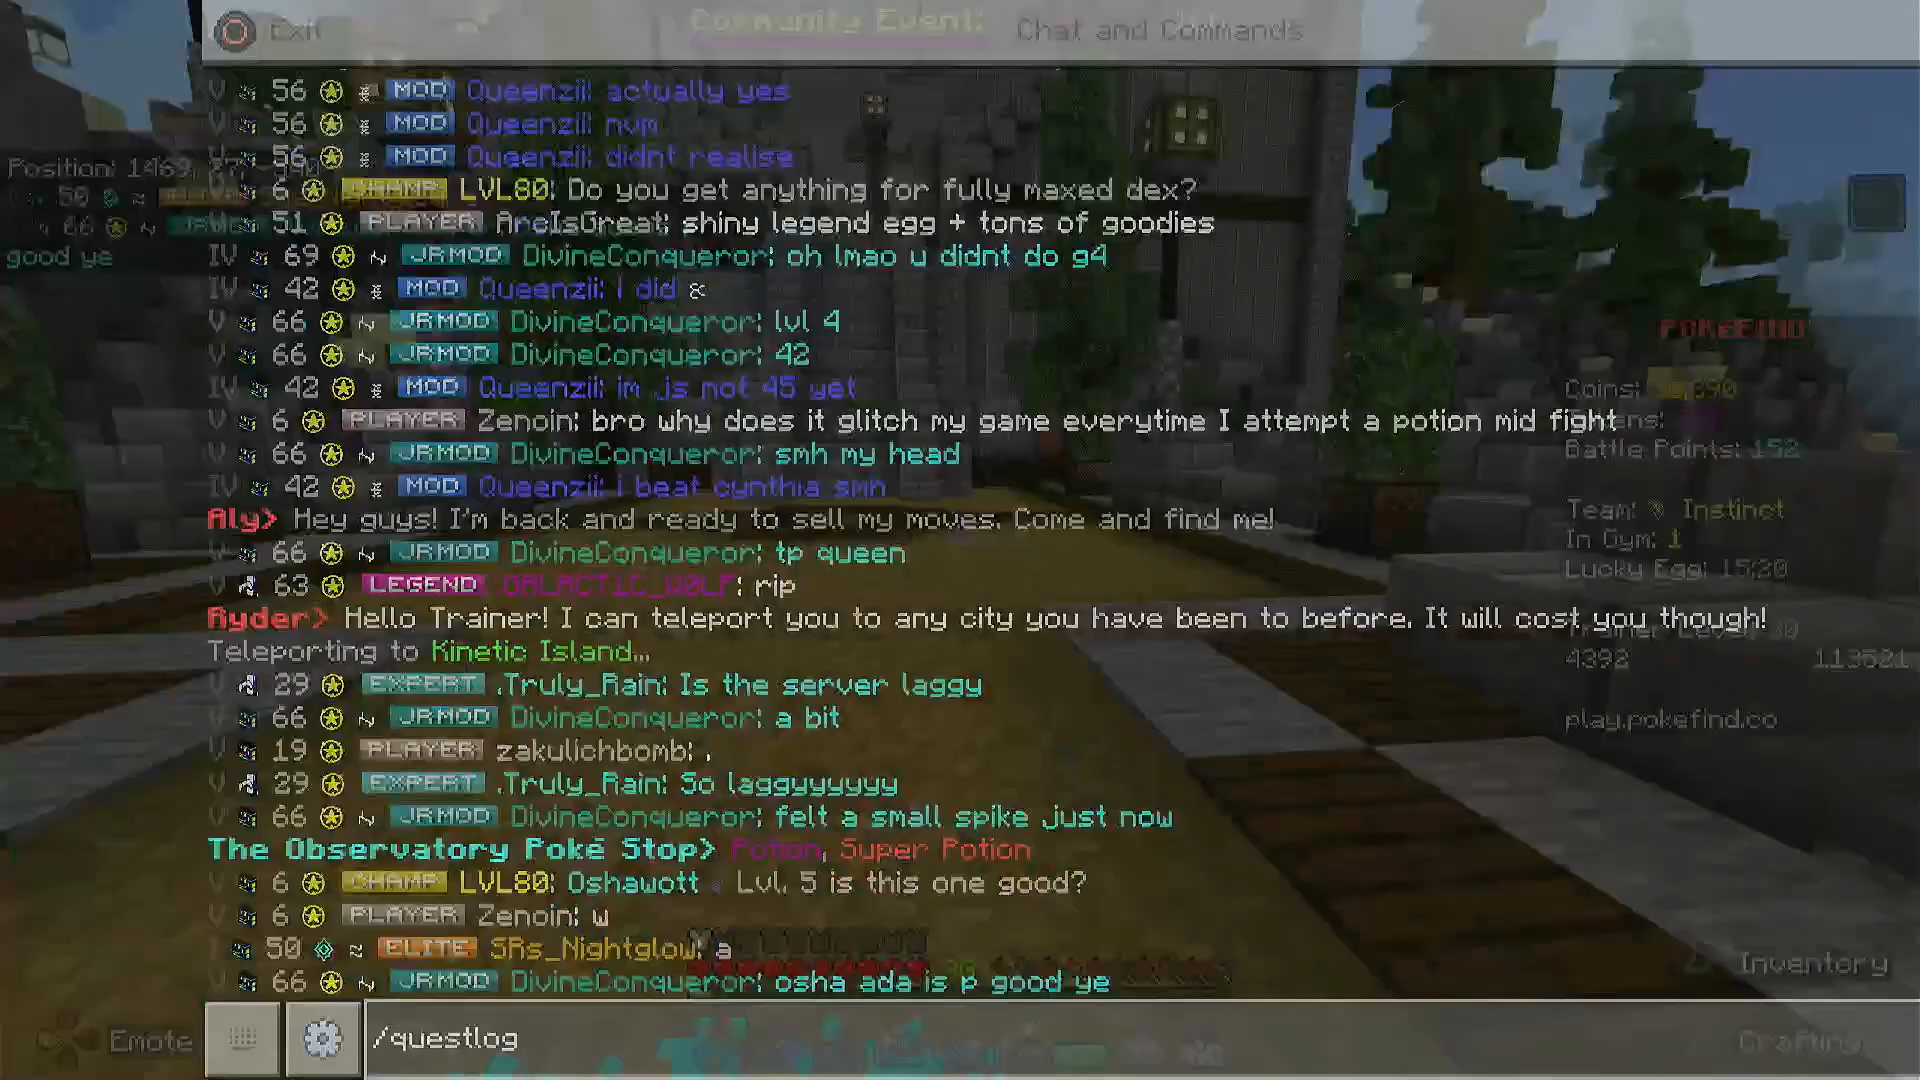 Exit
Community Event:
Chat and Commands
V 56 MOD Queenzii: actually yes
V 56 MOD Queenzii: nvm
V 56 MOD Queenzii: didnt realise
Position: 1469,
V 6 CHAMP LVL80: Do you get anything for fully maxed dex?
50
V 51 PLAYER ArcIsGreat: shiny legend egg + tons of goodies
66
good ye
IV 69 JRMOD DivineConqueror: oh lmao u didnt do g4
IV 42 MOD Queenzii: i did :c
V 66 JRMOD DivineConqueror: lvl 4
V 66 JRMOD DivineConqueror: 42
IV 42 MOD Queenzii: im js not 45 yet
V 6 PLAYER Zenoin: bro why does it glitch my game everytime I attempt a potion mid fight
V 66 JRMOD DivineConqueror: smh my head
IV 42 MOD Queenzii: i beat cynthia smh
Aly> Hey guys! I'm back and ready to sell my moves. Come and find me!
V 66 JRMOD DivineConqueror: tp queen
V 63 LEGEND .GALACTIC_W0LF: rip
Ryder> Hello Trainer! I can teleport you to any city you have been to before. It will cost you though!
Teleporting to Kinetic Island...
V 29 EXPERT .Truly_Rain: Is the server laggy
V 66 JRMOD DivineConqueror: a bit
V 19 PLAYER zakulichbomb: .
V 29 EXPERT .Truly_Rain: So laggyyyyyy
V 66 JRMOD DivineConqueror: felt a small spike just now
The Observatory Poké Stop> Potion, Super Potion
V 6 CHAMP LVL80: Oshawott Lvl. 5 is this one good?
V 6 PLAYER Zenoin: w
I 50 ELITE SRs_Nightglow: a
V 66 JRMOD DivineConqueror: osha ada is p good ye
POKEFIND
Coins:
Battle Points: 152
Team: Instinct
In Gym: 1
Lucky Egg: 15:20
4392
play.pokefind.co
Inventory
Emote
/questlog
Crafting